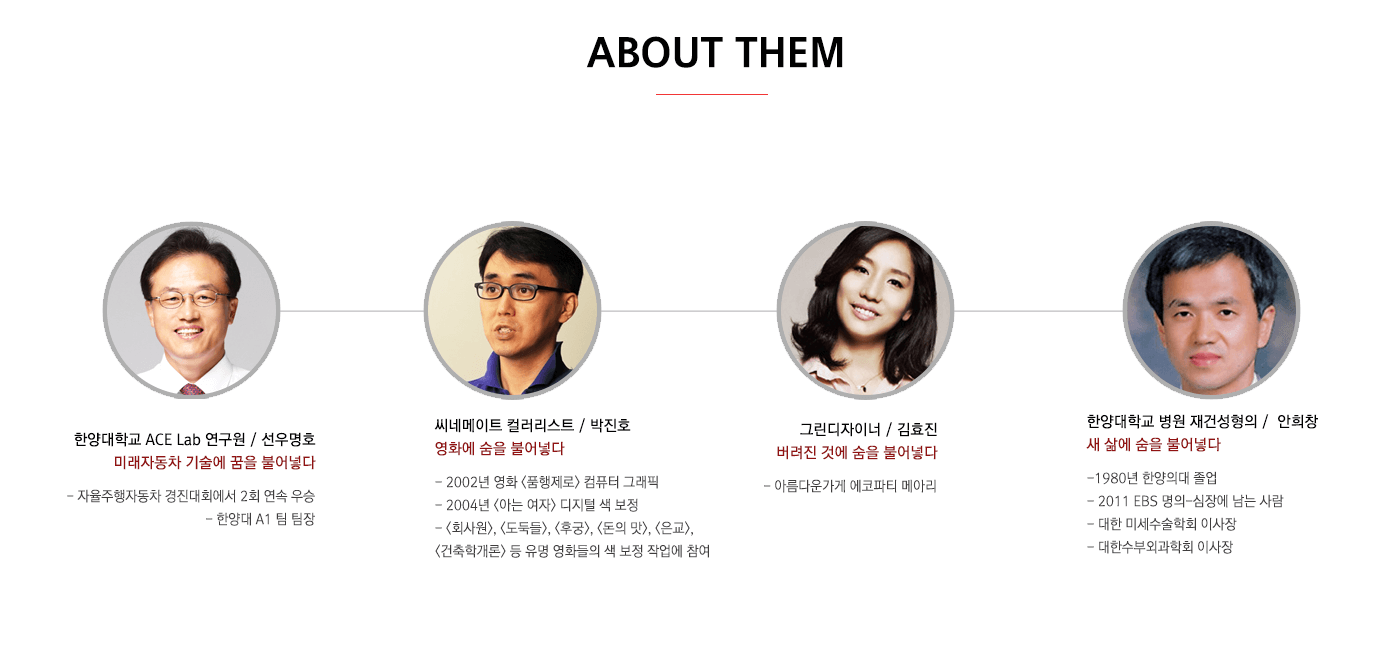 ABOUT THEM
한양대학교 ACE Lab 연구원 / 선우명호
미래자동차 기술에 꿈을 불어넣다
- 자율주행자동차 경진대회에서 2회 연속 우승
- 한양대 A1 팀 팀장
씨네메이트 컬러리스트 / 박진호
영화에 숨을 불어넣다
- 2002년 영화 <품행제로> 컴퓨터 그래픽
- 2004년 <아는 여자> 디지털 색 보정
- <회사원>, <도둑들>, <후궁>, <돈의 맛>, <은교>,
<건축학개론> 등 유명 영화들의 색 보정 작업에 참여
그린디자이너 / 김효진
버려진 것에 숨을 불어넣다
- 아름다운가게 에코파티 메아리
한양대학교 병원 재건성형의 / 안희창
새 삶에 숨을 불어넣다
-1980년 한양의대 졸업
- 2011 EBS 명의-심장에 남는 사람
- 대한 미세수술학회 이사장
- 대한수부외과학회 이사장